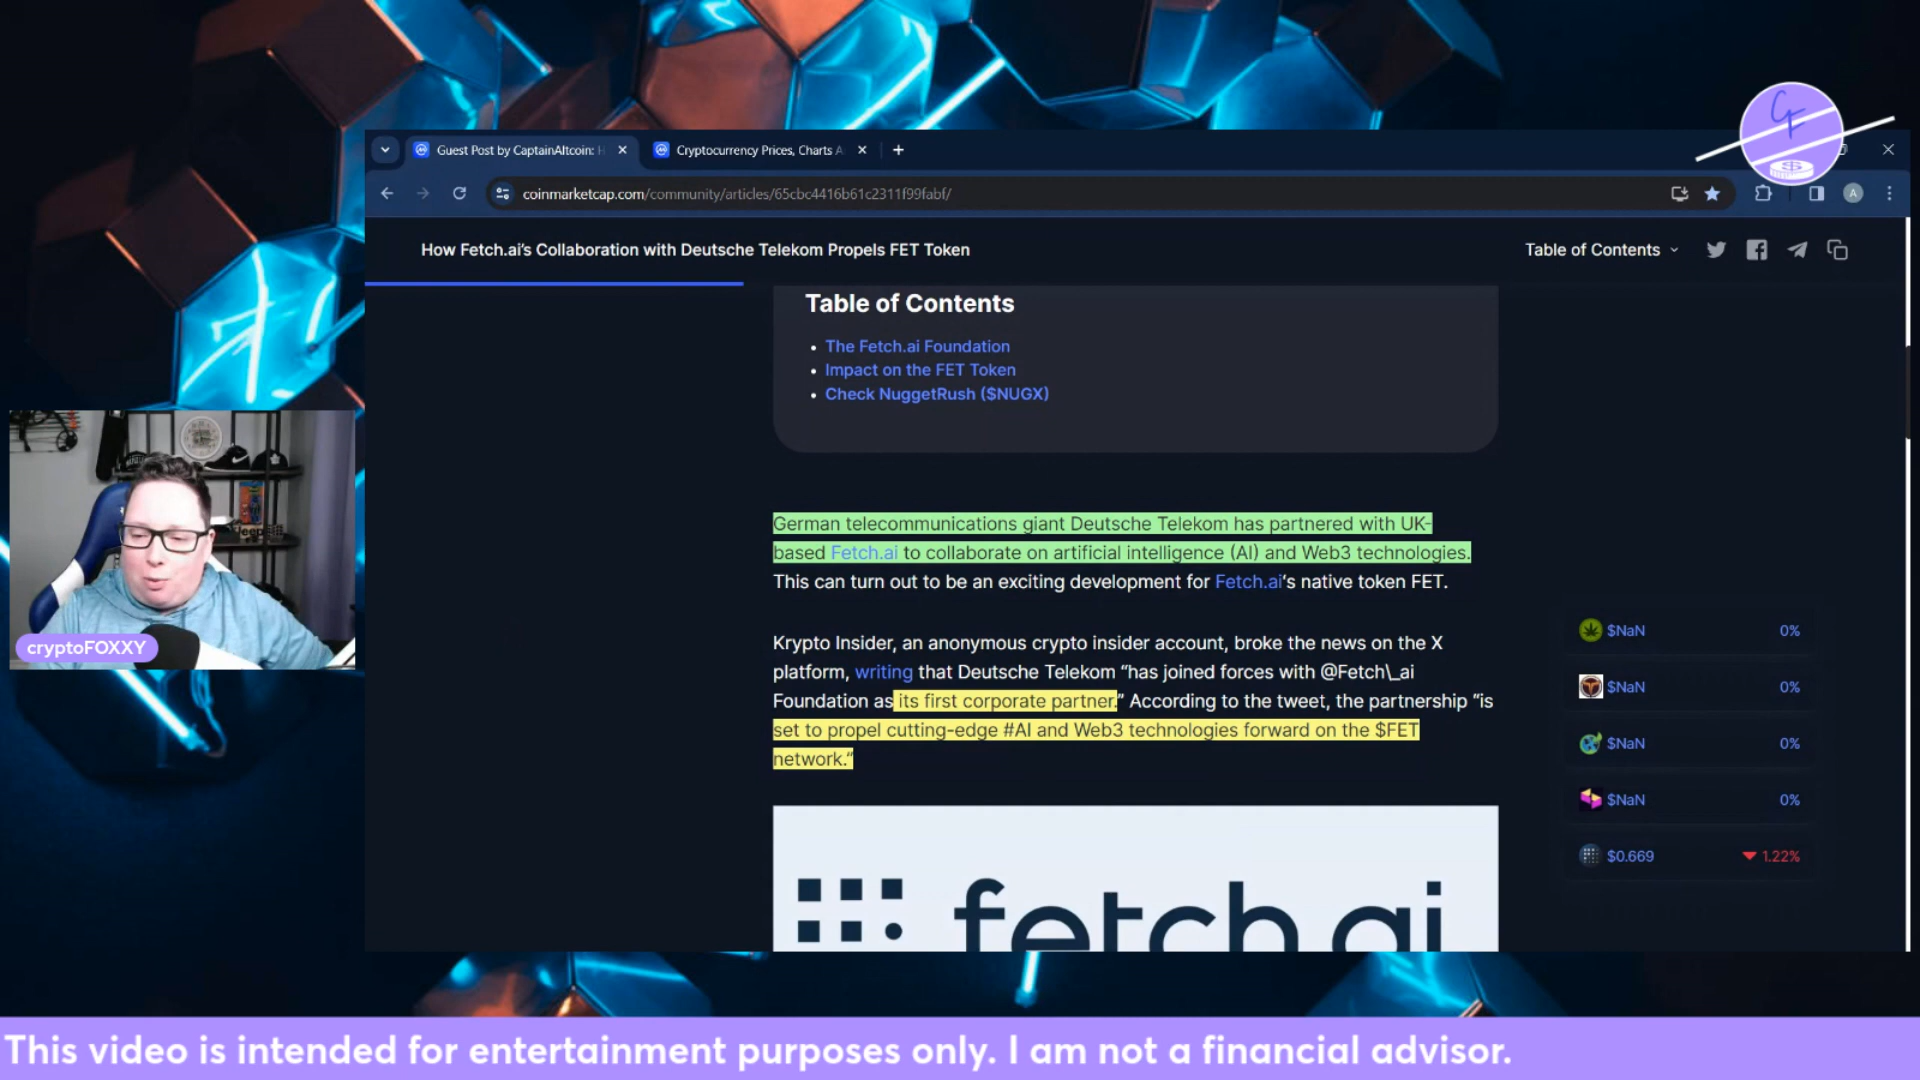 Guest Post by CaptainAltcoin: H
Cryptocurrency Prices, Charts A
coinmarketcap.com/community/articles/65cbc4416b61c2311f99fabf/
A
How Fetch.ai's Collaboration with Deutsche Telekom Propels FET Token
Table of Contents
Table of Contents
The Fetch.ai Foundation
Impact on the FET Token
Check NuggetRush ($NUGX)
German telecommunications giant Deutsche Telekom has partnered with UK-
based Fetch.ai to collaborate on artificial intelligence (AI) and Web3 technologies.
This can turn out to be an exciting development for Fetch.ai's native token FET.
Krypto Insider, an anonymous crypto insider account, broke the news on the X
platform, writing that Deutsche Telekom “has joined forces with @Fetch\_ai
Foundation as its first corporate partner.” According to the tweet, the partnership “is
set to propel cutting-edge #AI and Web3 technologies forward on the $FET
network.”
fetch.ai
$NaN 0%
$NaN 0%
$NaN 0%
$NaN 0%
$0.669 1.22%
CF
$
cryptoFOXXY
This video is intended for entertainment purposes only. I am not a financial advisor.